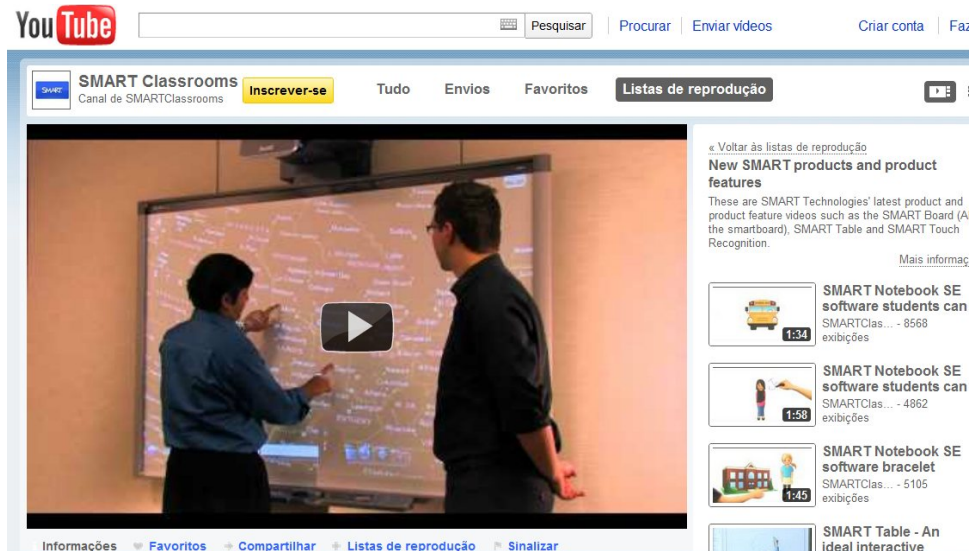 YouTube
Pesquisar
Procurar
Enviar vídeos
Criar conta
Faz
SMART
SMART Classrooms
Canal de SMARTClassrooms
Inscrever-se
Tudo
Envios
Favoritos
Listas de reprodução
« Voltar às listas de reprodução
New SMART products and product
features
These are SMART Technologies' latest product and
product feature videos such as the SMART Board (A
the smartboard), SMART Table and SMART Touch
Recognition.
Mais informaç
SMART Notebook SE
software students can
SMARTClas... - 8568
exibições
1:34
SMART Notebook SE
software students can
SMARTClas... - 4862
exibições
1:58
SMART Notebook SE
software bracelet
SMARTClas... - 5105
exibições
1:45
SMART Table - An
ideal interactive
Informações
Favoritos
Compartilhar
Listas de reprodução
Sinalizar